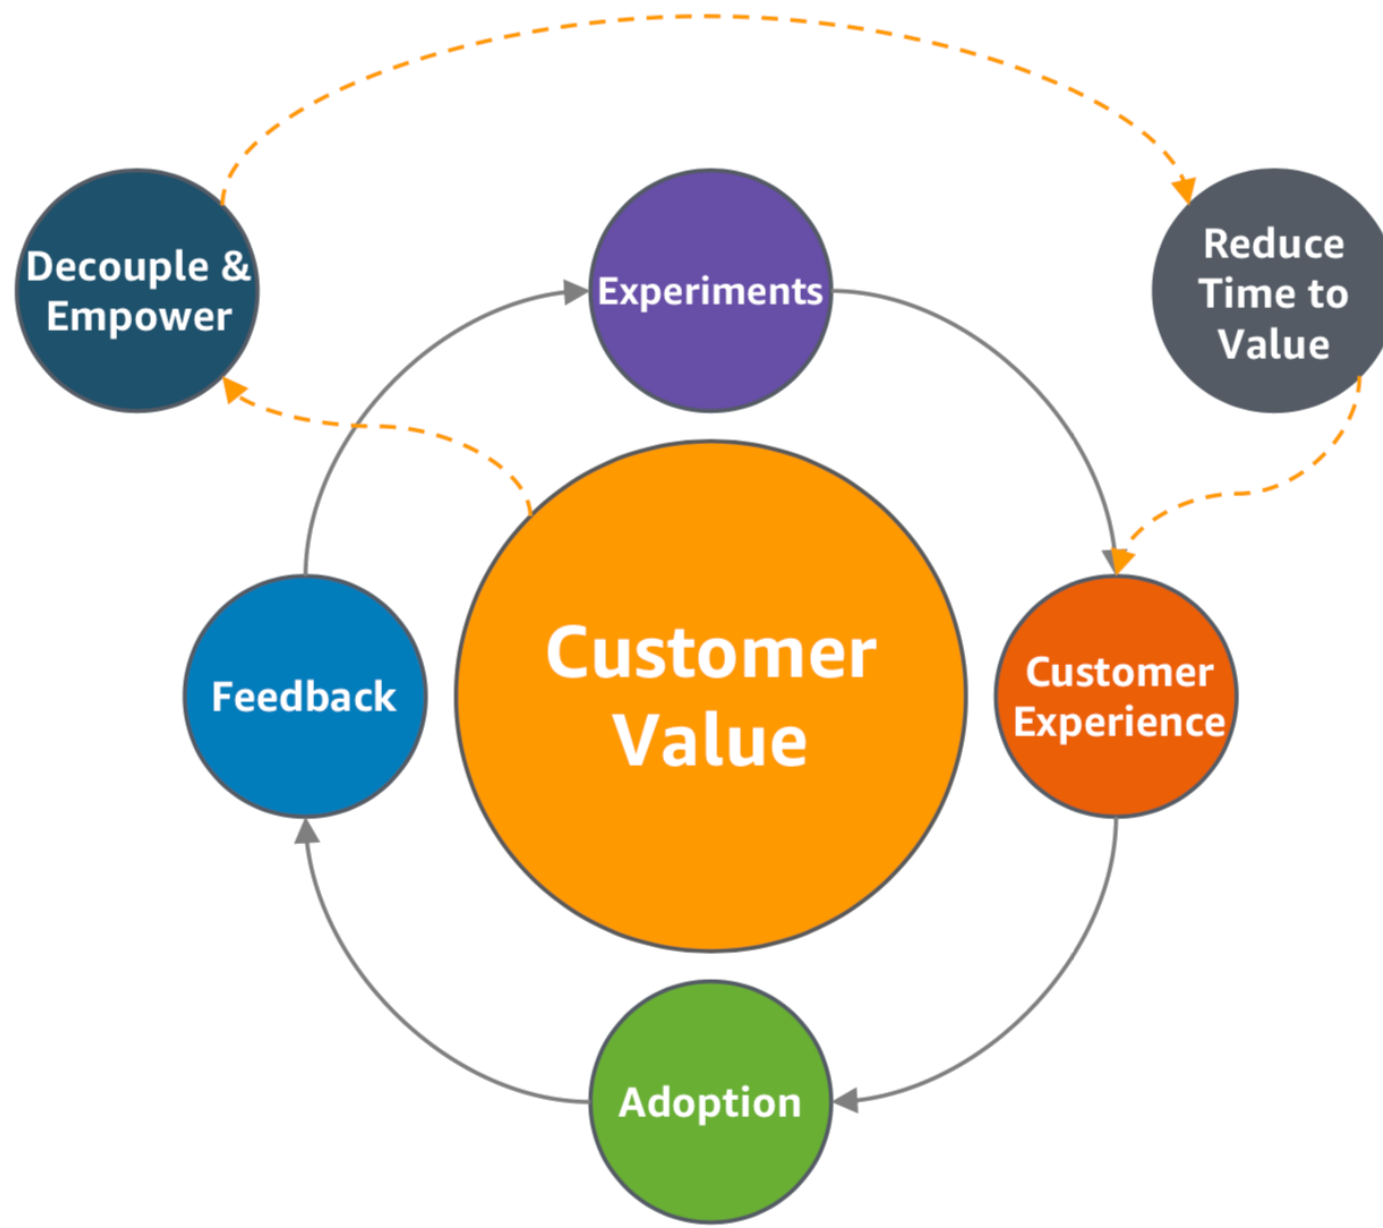 Decouple &
Empower
Experiments
Reduce
Time to
Value
Customer
Value
Feedback
Customer
Experience
Adoption